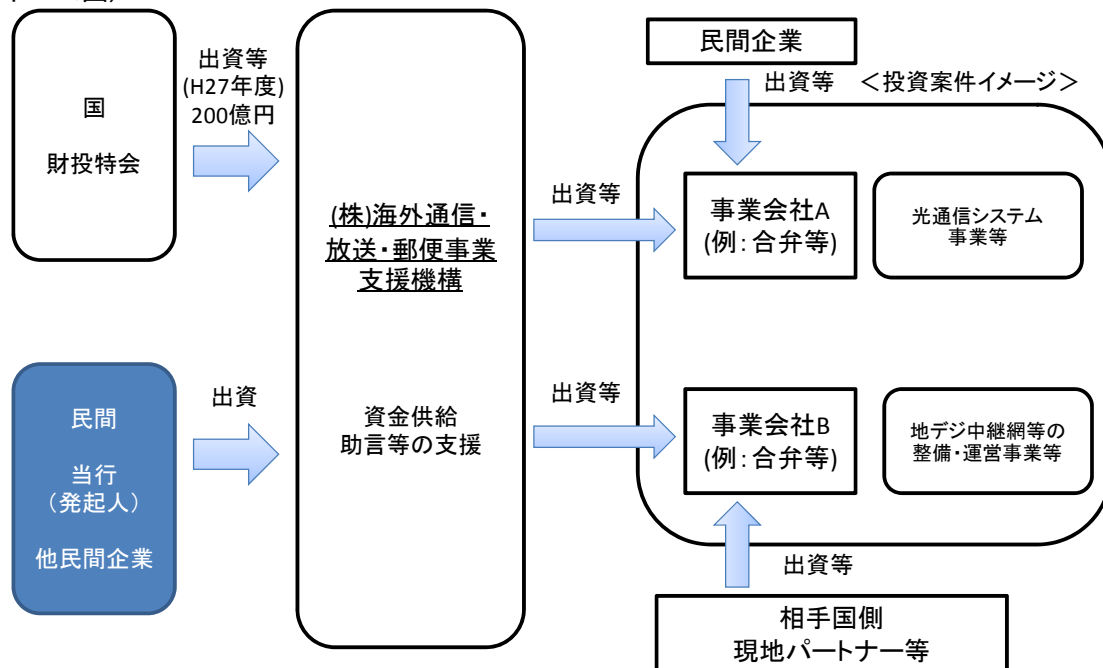 国
財投特会
出資等
(H27年度)
200億円
民間
当行
（発起人）
他民間企業
出資
(株)海外通信・
放送・郵便事業
支援機構
資金供給
助言等の支援
出資等
出資等
民間企業
出資等
＜投資案件イメージ＞
事業会社A
(例：合弁等)
光通信システム
事業等
事業会社B
(例：合弁等)
地デジ中継網等の
整備・運営事業等
出資等
相手国側
現地パートナー等